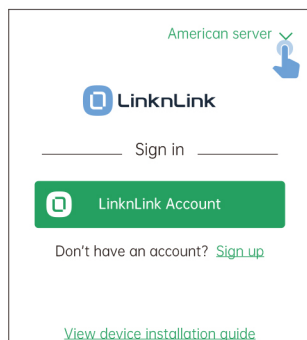 American server
LinknLink
Sign in
LinknLink Account
Don't have an account? Sign up
View device installation guide